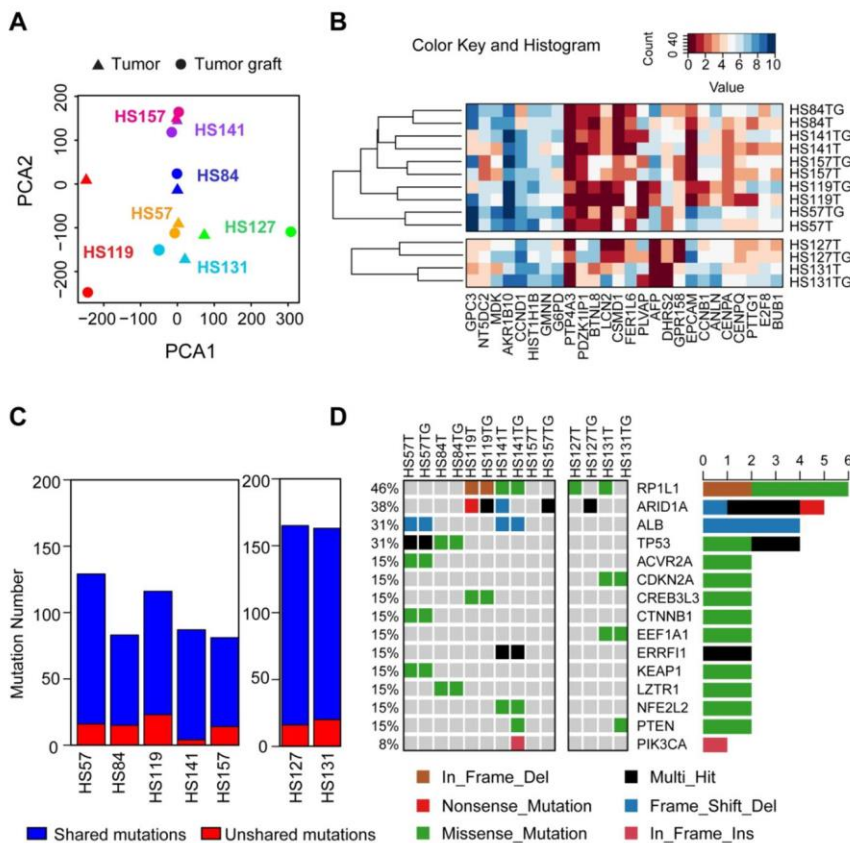 A
Tumor
Tumor graft
200
100
0
−100
−200
PCA2
HS157
HS141
HS84
HS57
HS127
HS119
HS131
−200
−100
0
100
200
300
PCA1
B
Color Key and Histogram
Count
0 40
0 2 4 6 8 10
Value
HS84TG
HS84T
HS141TG
HS141T
HS157TG
HS157T
HS119TG
HS119T
HS57TG
HS57T
HS127T
HS127TG
HS131T
HS131TG
GPC3
NT5DC2
MDK
AKR1B10
CCND1
HIST1H1B
GMNN
G6PD
PTP4A3
PDZK1IP1
BTNL8
LCN2
CSMD1
FER1L6
PLVAP
AFP
DHRS2
GPR158
EPCAM
CCNB1
ANLN
CENPA
CENPQ
PTTG1
E2F8
BUB1
C
200
150
100
50
0
Mutation Number
HS57
HS84
HS119
HS141
HS157
200
150
100
50
0
HS127
HS131
Shared mutations
Unshared mutations
D
HS57T
HS57TG
HS84T
HS84TG
HS119T
HS119TG
HS141T
HS141TG
HS157T
HS157TG
HS127T
HS127TG
HS131T
HS131TG
0 1 2 3 4 5 6
46% RP1L1
38% ARID1A
31% ALB
31% TP53
15% ACVR2A
15% CDKN2A
15% CREB3L3
15% CTNNB1
15% EEF1A1
15% ERRFI1
15% KEAP1
15% LZTR1
15% NFE2L2
15% PTEN
8% PIK3CA
In_Frame_Del
Multi_Hit
Nonsense_Mutation
Frame_Shift_Del
Missense_Mutation
In_Frame_Ins